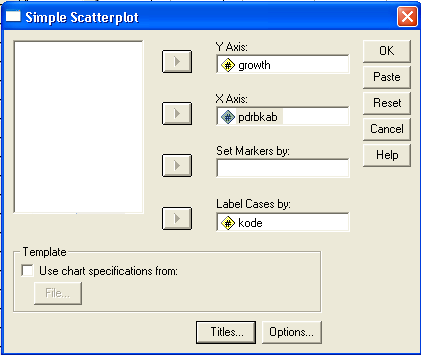 Simple Scatterplot
Y Axis:
# growth
X Axis:
# pdrbkab
Set Markers by:
Label Cases by:
# kode
OK
Paste
Reset
Cancel
Help
Template
Use chart specifications from:
File...
Titles...
Options...